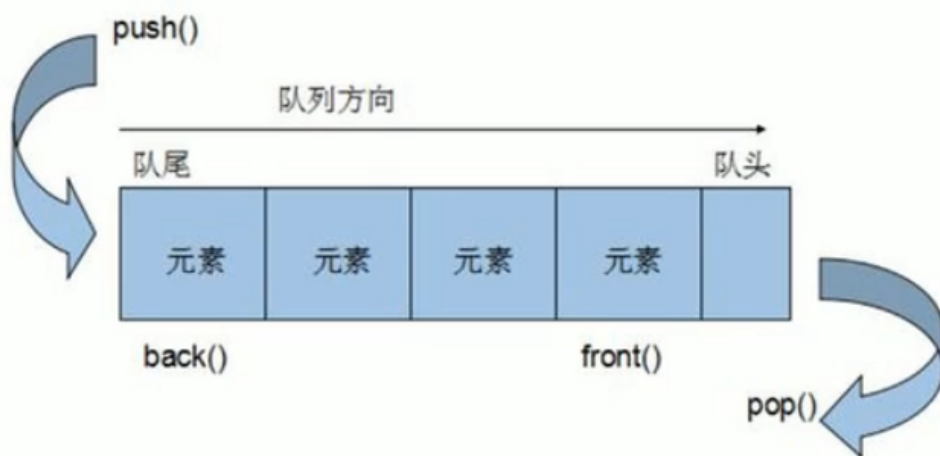 push()
队列方向
队尾 队头
元素 元素 元素 元素
back() front()
pop()